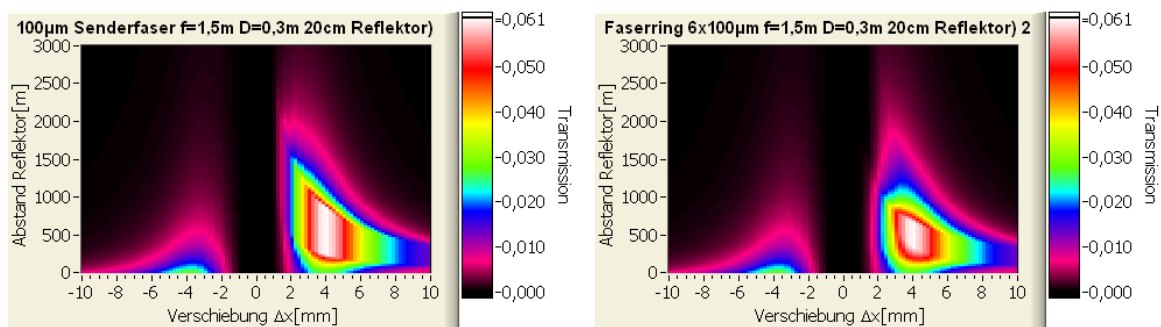 100µm Senderfaser f=1,5m D=0,3m 20cm Reflektor)
Abstand Reflektor[m]
3000
2500
2000
1500
1000
500
0
-10 -8 -6 -4 -2 0 2 4 6 8 10
Verschiebung Δx[mm]
0,061
0,050
0,040
0,030
0,020
0,010
0,000
Transmission
Faserring 6x100µm f=1,5m D=0,3m 20cm Reflektor) 2
Abstand Reflektor[m]
3000
2500
2000
1500
1000
500
0
-10 -8 -6 -4 -2 0 2 4 6 8 10
Verschiebung Δx[mm]
0,061
0,050
0,040
0,030
0,020
0,010
0,000
Transmission